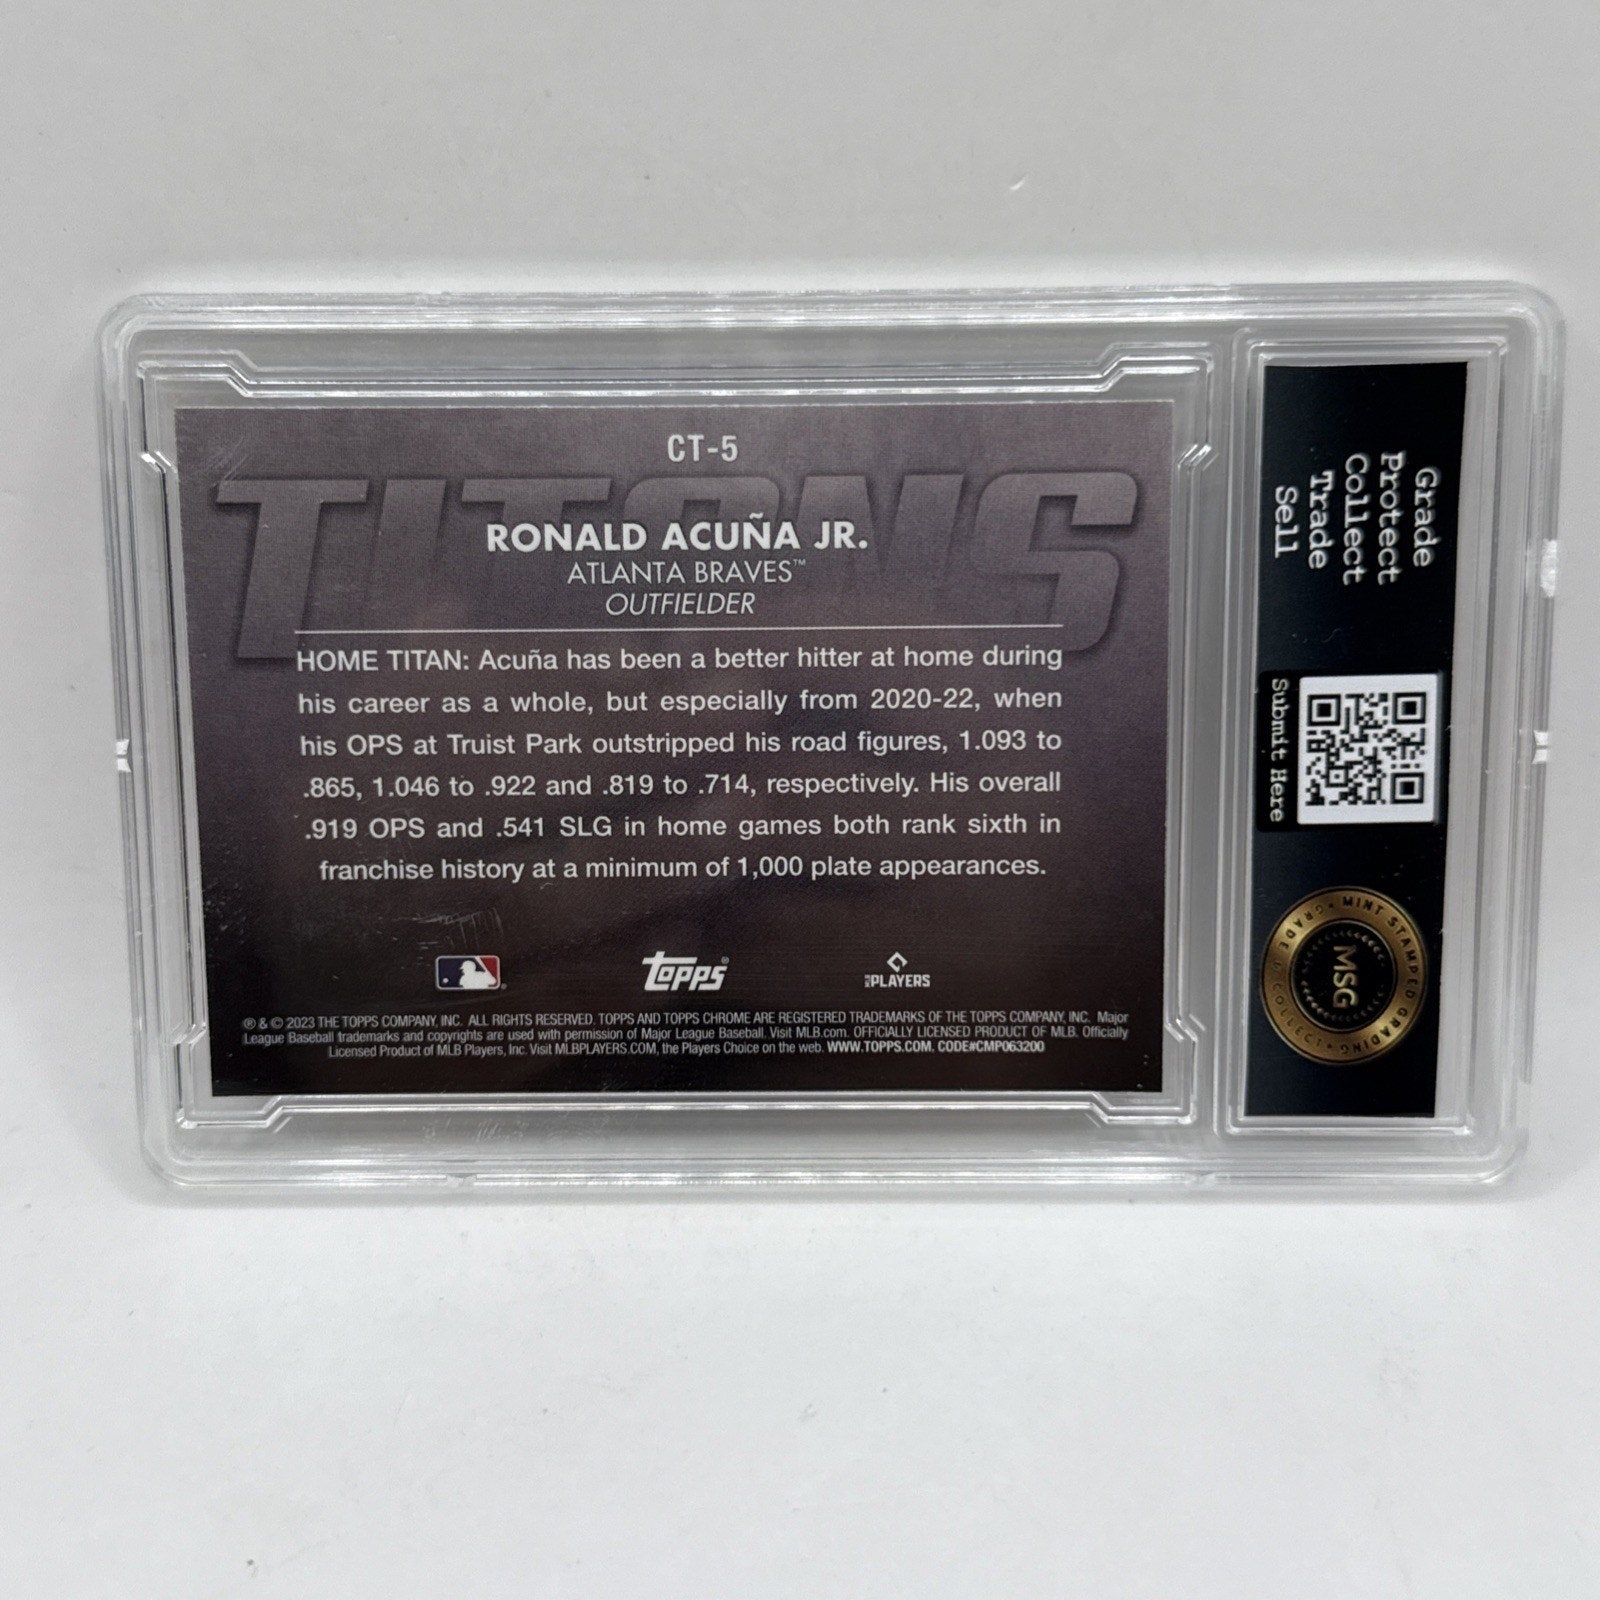 CT-5
TITANS
RONALD ACUÑA JR.
ATLANTA BRAVES™
OUTFIELDER
HOME TITAN: Acuña has been a better hitter at home during
his career as a whole, but especially from 2020-22, when
his OPS at Truist Park outstripped his road figures, 1.093 to
.865, 1.046 to .922 and .819 to .714, respectively. His overall
.919 OPS and .541 SLG in home games both rank sixth in
franchise history at a minimum of 1,000 plate appearances.
Topps®
PLAYERS
® & © 2023 THE TOPPS COMPANY, INC. ALL RIGHTS RESERVED. TOPPS AND TOPPS CHROME ARE REGISTERED TRADEMARKS OF THE TOPPS COMPANY, INC. Major
League Baseball trademarks and copyrights are used with permission of Major League Baseball. Visit MLB.com. OFFICIALLY LICENSED PRODUCT OF MLB. Officially
Licensed Product of MLB Players, Inc. Visit MLBPLAYERS.COM, the Players Choice on the web. WWW.TOPPS.COM. CODE#CMP063200
Grade
Protect
Collect
Trade
Sell
Submit Here
MINT STAMPED GRADING
MSG